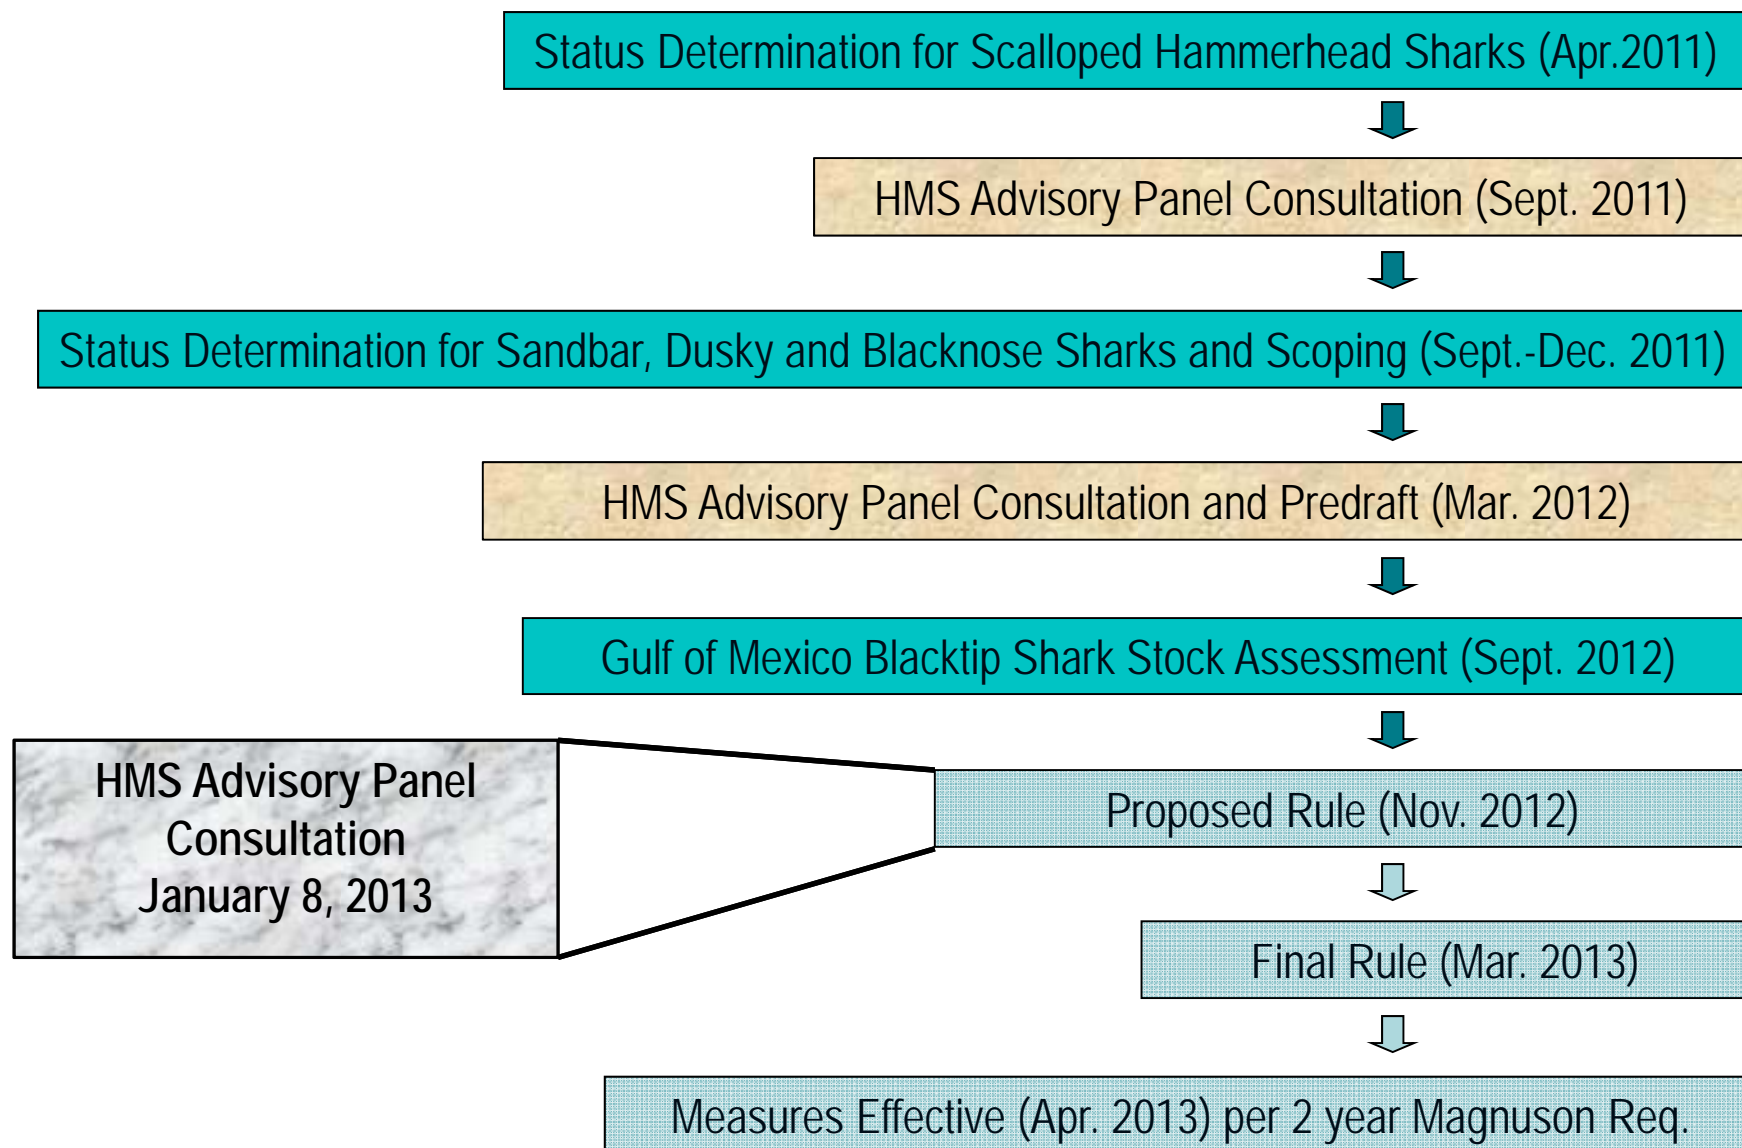 Status Determination for Scalloped Hammerhead Sharks (Apr.2011)
HMS Advisory Panel Consultation (Sept. 2011)
Status Determination for Sandbar, Dusky and Blacknose Sharks and Scoping (Sept.-Dec. 2011)
HMS Advisory Panel Consultation and Predraft (Mar. 2012)
Gulf of Mexico Blacktip Shark Stock Assessment (Sept. 2012)
HMS Advisory Panel
Consultation
January 8, 2013
Proposed Rule (Nov. 2012)
Final Rule (Mar. 2013)
Measures Effective (Apr. 2013) per 2 year Magnuson Req.